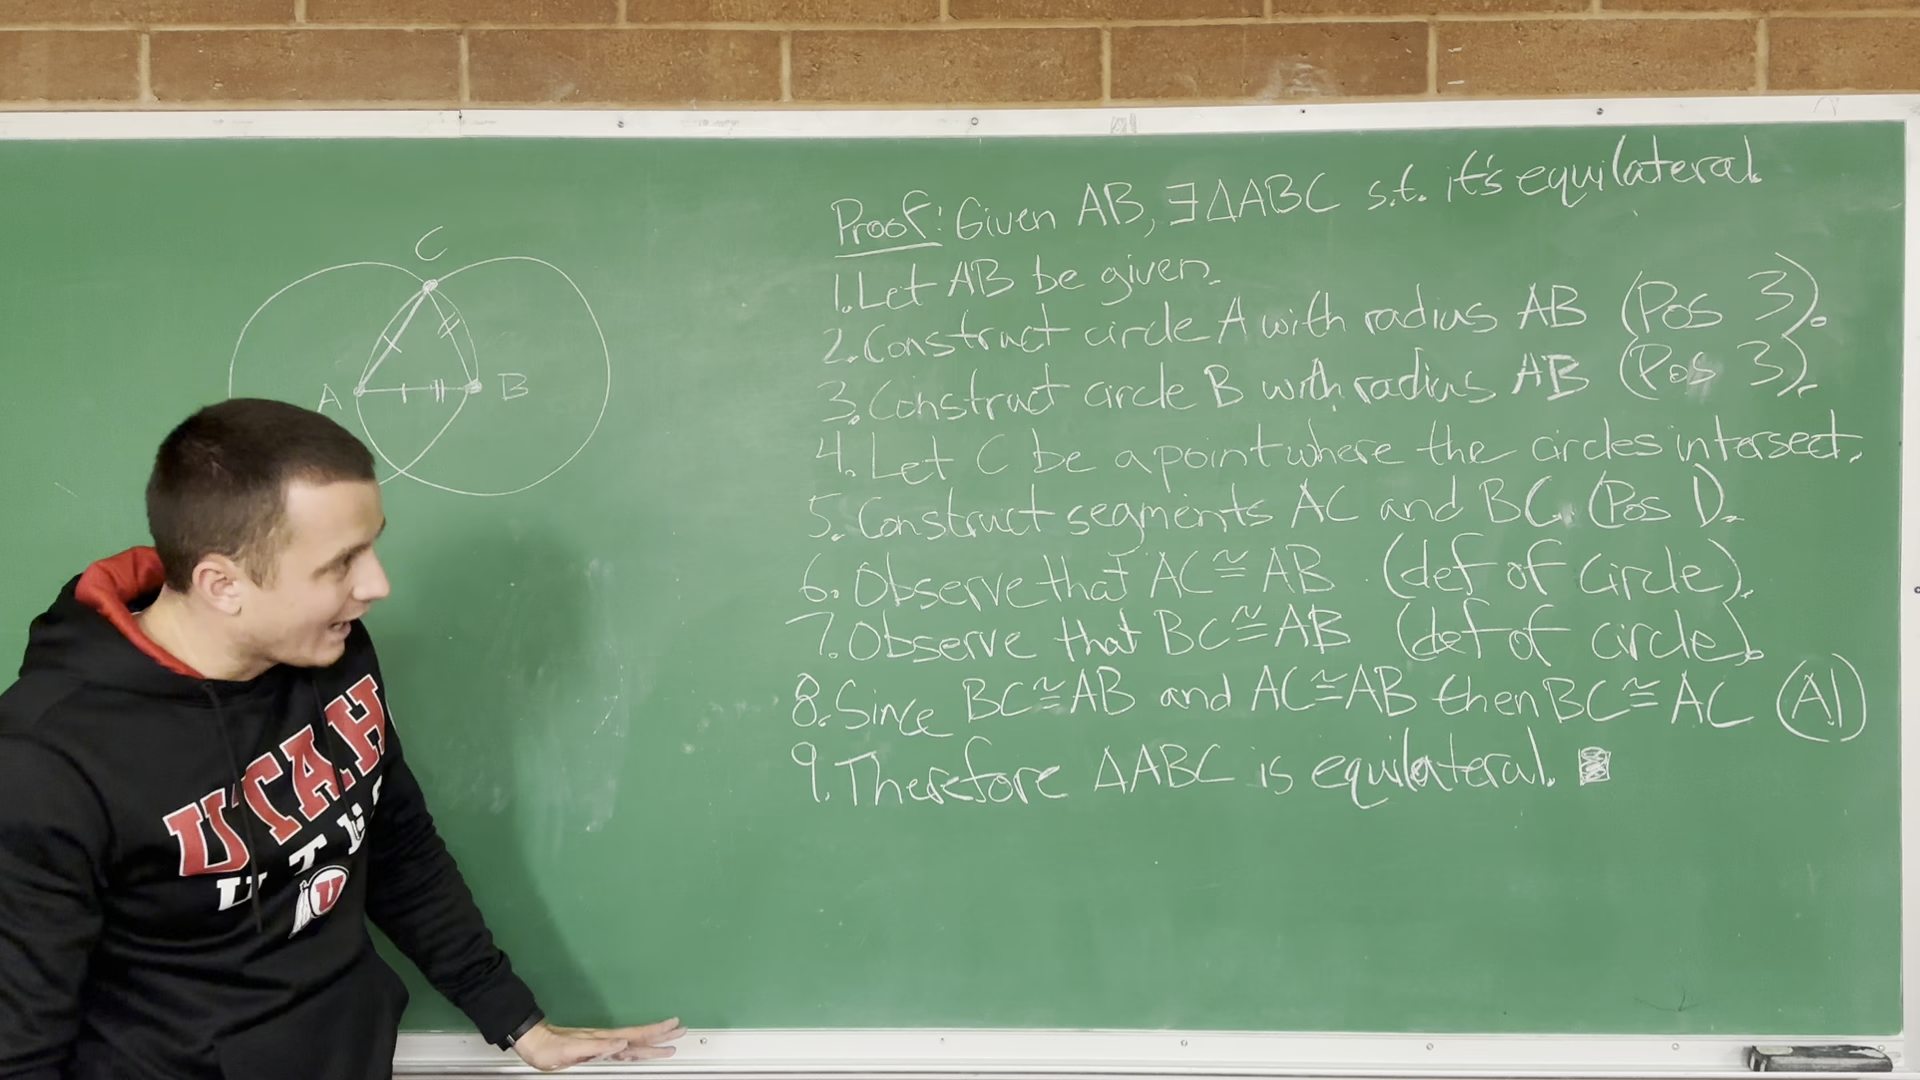 C
A
B
Proof: Given AB, ∃△ABC s.t. it's equilateral.
1. Let AB be given.
2. Construct circle A with radius AB (Pos 3).
3. Construct circle B with radius AB (Pos 3).
4. Let C be a point where the circles intersect.
5. Construct segments AC and BC. (Pos 1).
6. Observe that AC≅AB (def of circle).
7. Observe that BC≅AB (def of circle).
8. Since BC≅AB and AC≅AB then BC≅AC (A1)
9. Therefore △ABC is equilateral.
UTAH
UTES
U